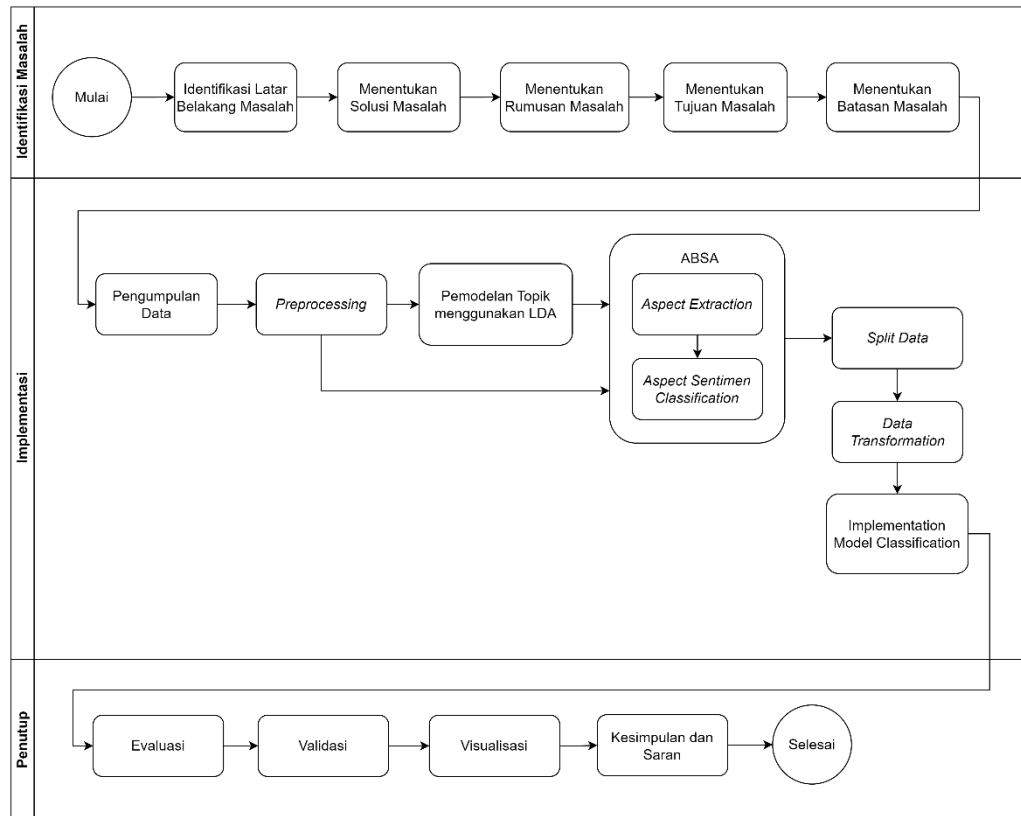 Identifikasi Masalah
Mulai
Identifikasi Latar
Belakang Masalah
Menentukan
Solusi Masalah
Menentukan
Rumusan Masalah
Menentukan
Tujuan Masalah
Menentukan
Batasan Masalah
Implementasi
Pengumpulan
Data
Preprocessing
Pemodelan Topik
menggunakan LDA
ABSA
Aspect Extraction
Aspect Sentimen
Classification
Split Data
Data
Transformation
Implementation
Model Classification
Penutup
Evaluasi
Validasi
Visualisasi
Kesimpulan dan
Saran
Selesai